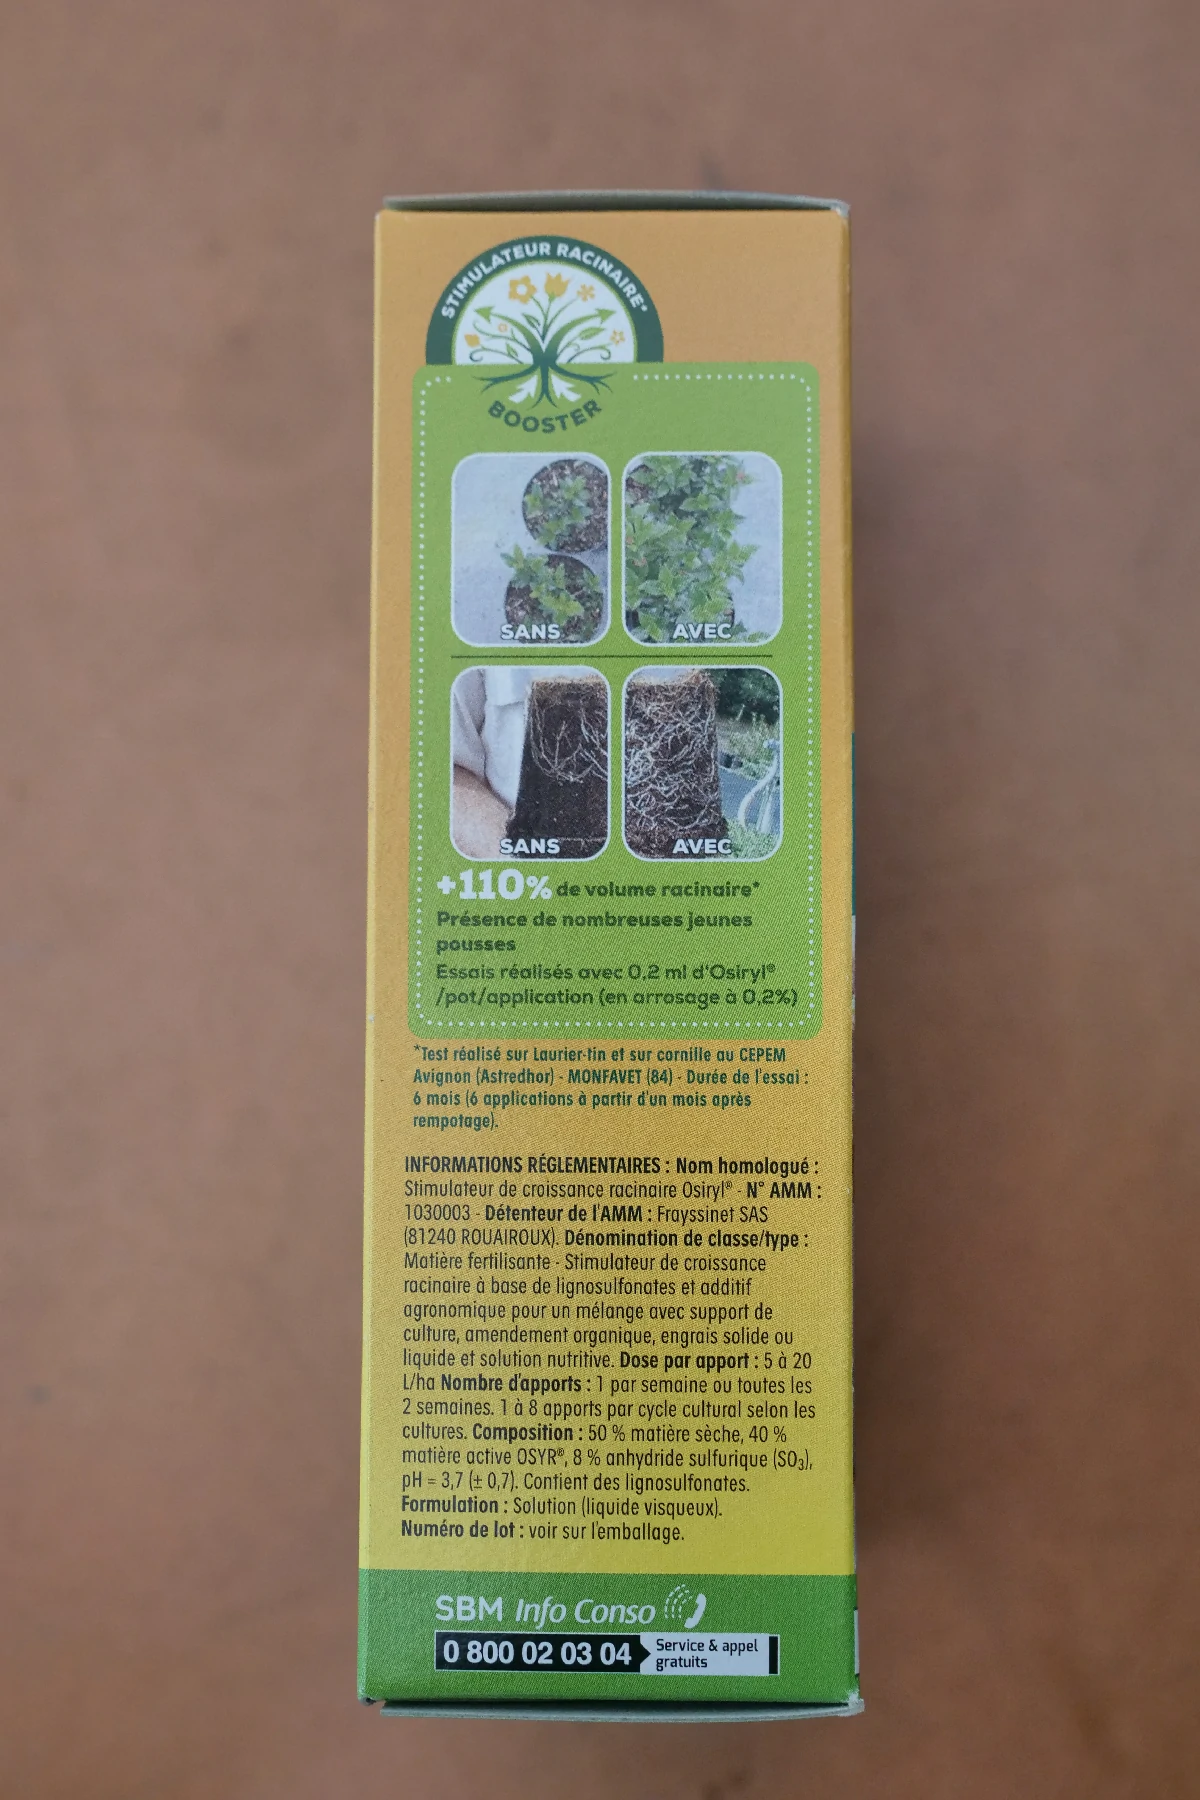 STIMULATEUR RACINAIRE*
BOOSTER
SANS
AVEC
SANS
AVEC
+110% de volume racinaire*
Présence de nombreuses jeunes
pousses
Essais réalisés avec 0,2 ml d'Osiryl®
/pot/application (en arrosage à 0,2%)
*Test réalisé sur Laurier-tin et sur cornille au CEPEM
Avignon (Astredhor) - MONFAVET (84) - Durée de l'essai :
6 mois (6 applications à partir d'un mois après
rempotage).
INFORMATIONS RÉGLEMENTAIRES : Nom homologué :
Stimulateur de croissance racinaire Osiryl® - N° AMM :
1030003 - Détenteur de l'AMM : Frayssinet SAS
(81240 ROUAIROUX). Dénomination de classe/type :
Matière fertilisante - Stimulateur de croissance
racinaire à base de lignosulfonates et additif
agronomique pour un mélange avec support de
culture, amendement organique, engrais solide ou
liquide et solution nutritive. Dose par apport : 5 à 20
L/ha Nombre d'apports : 1 par semaine ou toutes les
2 semaines. 1 à 8 apports par cycle cultural selon les
cultures. Composition : 50 % matière sèche, 40 %
matière active OSYR®, 8 % anhydride sulfurique (SO₃),
pH = 3,7 (± 0,7). Contient des lignosulfonates.
Formulation : Solution (liquide visqueux).
Numéro de lot : voir sur l'emballage.
SBM Info Conso
0 800 02 03 04 Service & appel
gratuits